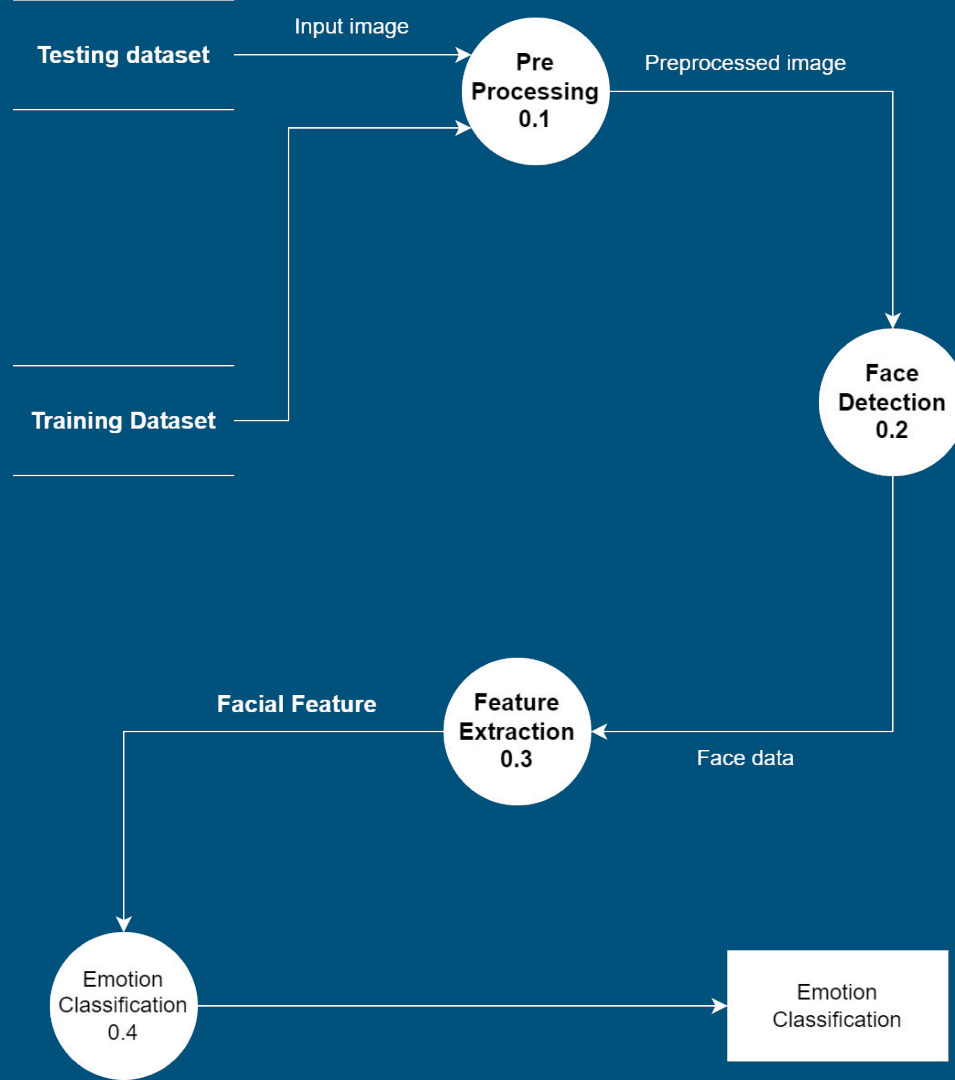 Testing dataset
Input image
Pre
Processing
0.1
Preprocessed image
Training Dataset
Face
Detection
0.2
Facial Feature
Feature
Extraction
0.3
Face data
Emotion
Classification
0.4
Emotion
Classification